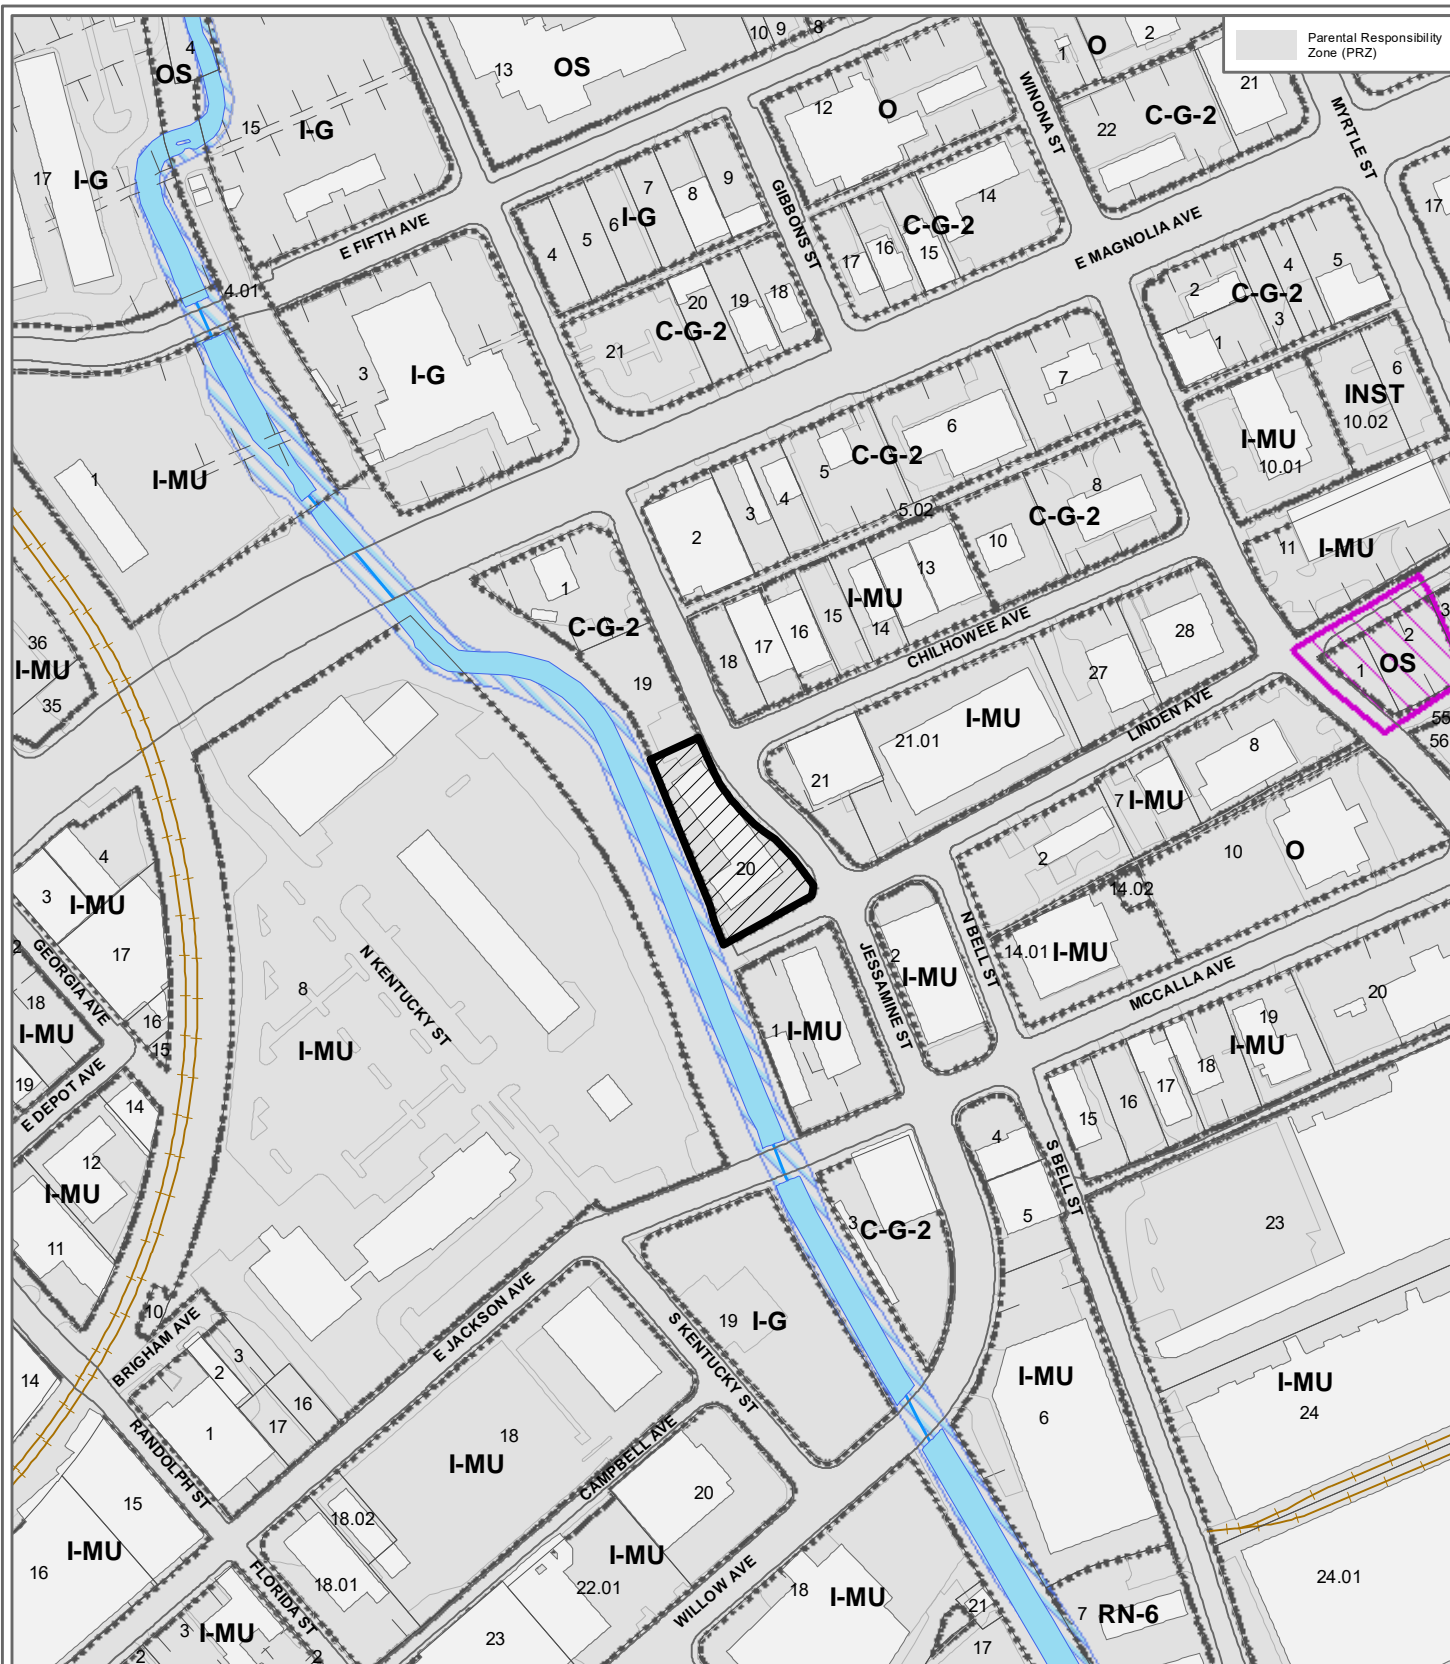 Parental Responsibility
Zone (PRZ)
4
OS
15
I-G
17
I-G
13
OS
10
9
8
1
O
2
21
C-G-2
22
12
O
WINONA ST
MYRTLE ST
17
E FIFTH AVE
4
5
6
I-G
7
8
9
GIBBONS ST
14
C-G-2
17
16
15
E MAGNOLIA AVE
4.01
3
I-G
21
20
C-G-2
19
18
2
C-G-2
4
5
3
1
6
INST
10.02
I-MU
10.01
7
6
C-G-2
5
4
3
2
5.02
8
C-G-2
10
11
I-MU
1
I-MU
13
I-MU
15
14
16
17
18
CHILHOWEE AVE
1
C-G-2
19
28
27
LINDEN AVE
3
2
OS
1
55
56
36
I-MU
35
I-MU
21.01
21
8
7
I-MU
2
10
O
14.02
14.01
I-MU
20
4
3
I-MU
17
GEORGIA AVE
2
18
I-MU
16
15
19
E DEPOT AVE
14
12
I-MU
11
10
BRIGHAM AVE
8
N KENTUCKY ST
I-MU
1
I-MU
JESSAMINE ST
2
I-MU
N BELL ST
MCCALLA AVE
20
19
I-MU
18
17
16
15
4
5
S BELL ST
3
C-G-2
23
19
I-G
S KENTUCKY ST
E JACKSON AVE
14
3
2
16
17
1
RANDOLPH ST
15
I-MU
16
18
I-MU
CAMPBELL AVE
18.02
18.01
FLORIDA ST
3
I-MU
2
2
20
I-MU
22.01
23
WILLOW AVE
18
I-MU
21
17
I-MU
6
I-MU
24
24.01
7
RN-6